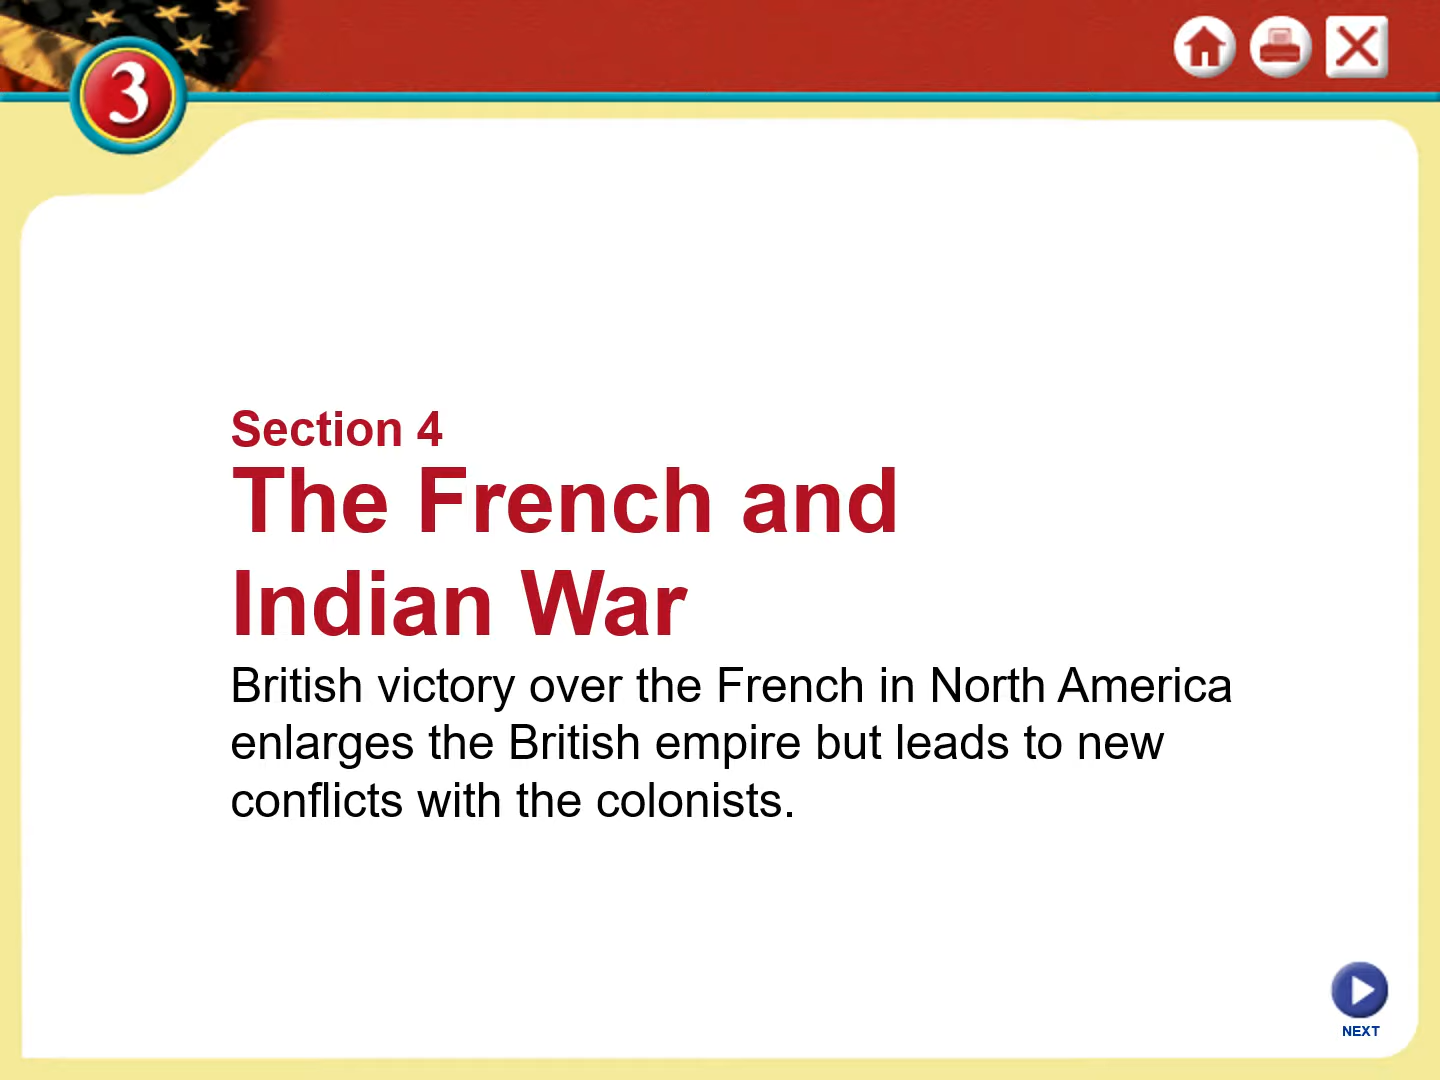 3
Section 4
The French and
Indian War
British victory over the French in North America
enlarges the British empire but leads to new
conflicts with the colonists.
NEXT